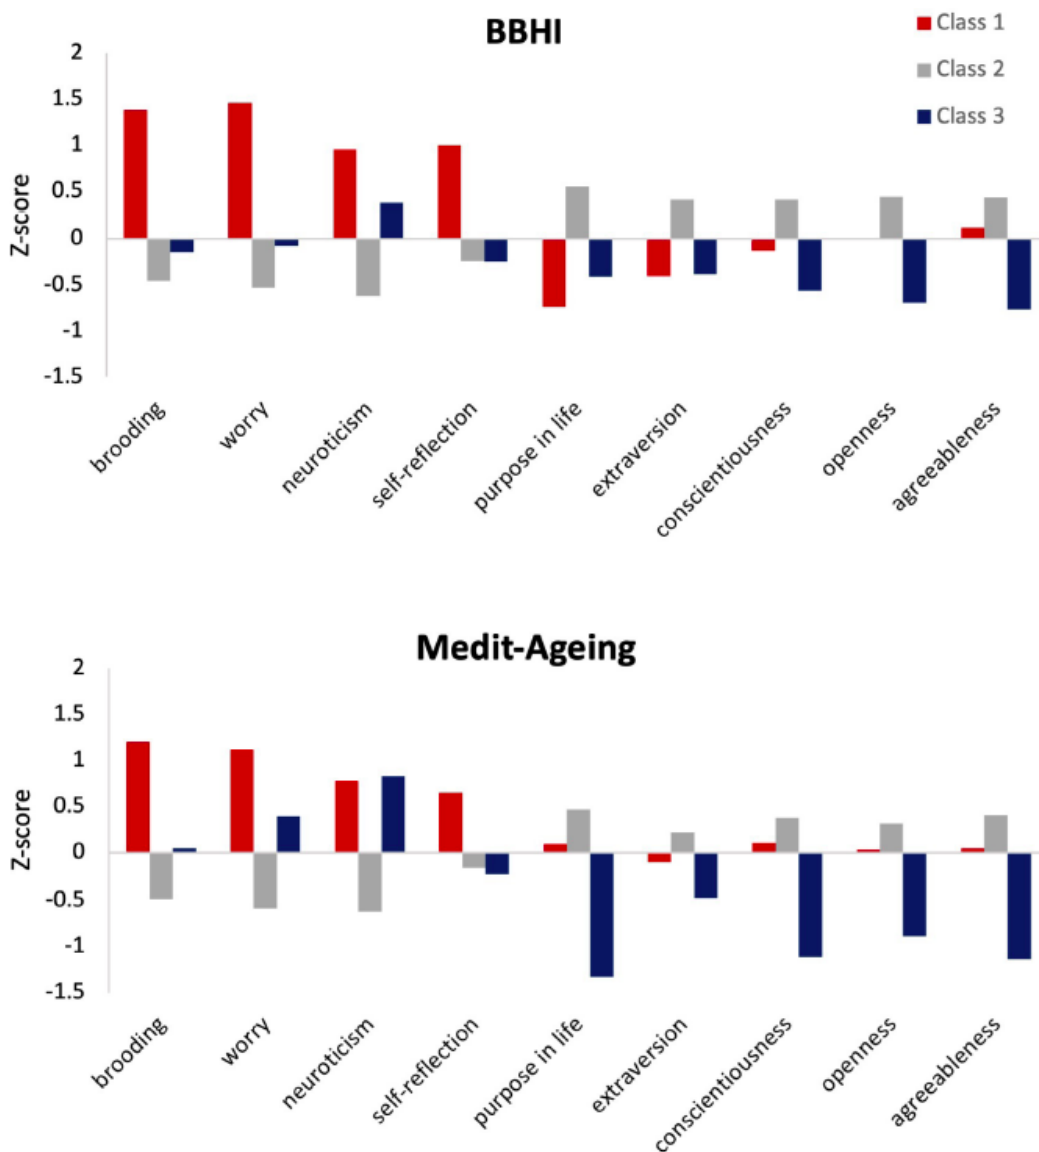 BBHI
Class 1
Class 2
Class 3
Z-score
2
1.5
1
0.5
0
-0.5
-1
-1.5
brooding
worry
neuroticism
self-reflection
purpose in life
extraversion
conscientiousness
openness
agreeableness
Medit-Ageing
Z-score
2
1.5
1
0.5
0
-0.5
-1
-1.5
brooding
worry
neuroticism
self-reflection
purpose in life
extraversion
conscientiousness
openness
agreeableness